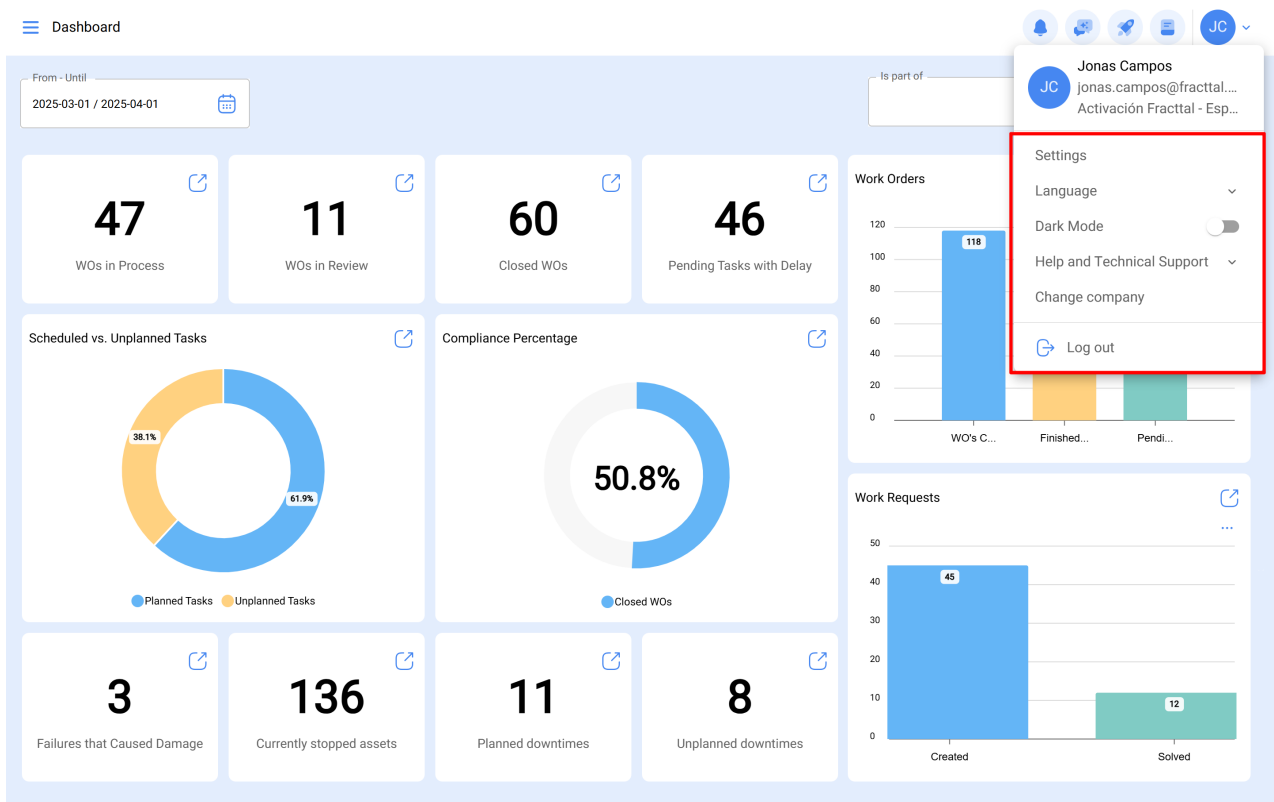 Dashboard
JC
From - Until
2025-03-01 / 2025-04-01
Is part of
JC
Jonas Campos
jonas.campos@fracttal....
Activación Fracttal - Esp...
Settings
Language
Dark Mode
Help and Technical Support
Change company
Log out
47
WOs in Process
11
WOs in Review
60
Closed WOs
46
Pending Tasks with Delay
Work Orders
120
100
80
60
40
20
0
118
WO's C...
Finished...
Pendi...
Scheduled vs. Unplanned Tasks
38.1%
61.9%
Planned Tasks
Unplanned Tasks
Compliance Percentage
50.8%
Closed WOs
Work Requests
50
40
30
20
10
0
45
12
Created
Solved
3
Failures that Caused Damage
136
Currently stopped assets
11
Planned downtimes
8
Unplanned downtimes